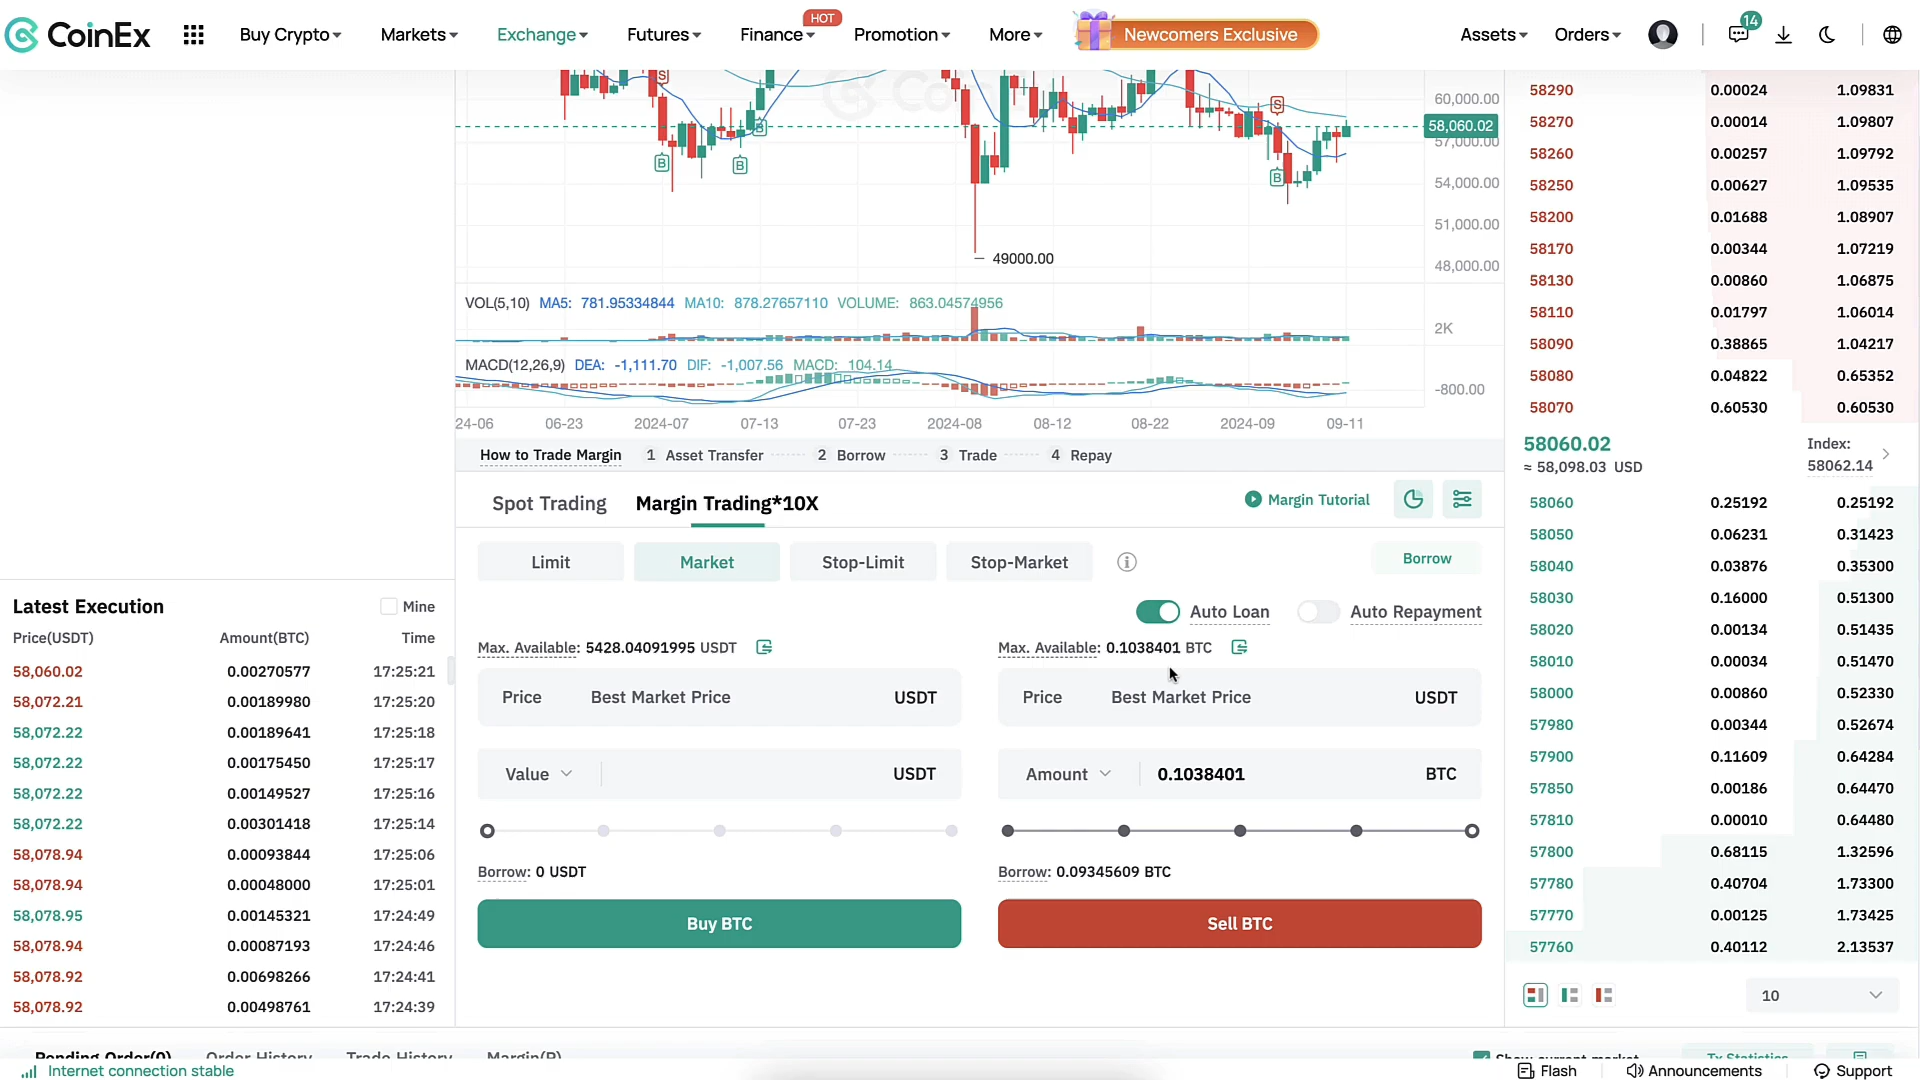 CoinEx Buy Crypto Markets Exchange Futures Finance HOT Promotion More Newcomers Exclusive Assets Orders 14
S
B
B
B
S
B
60,000.00
58,060.02
57,000.00
54,000.00
51,000.00
48,000.00
49000.00
VOL(5,10) MA5: 781.95334844 MA10: 878.27657110 VOLUME: 863.04574956
2K
MACD(12,26,9) DEA: -1,111.70 DIF: -1,007.56 MACD: 104.14
-800.00
24-06 06-23 2024-07 07-13 07-23 2024-08 08-12 08-22 2024-09 09-11
How to Trade Margin 1 Asset Transfer 2 Borrow 3 Trade 4 Repay
Spot Trading Margin Trading*10X Margin Tutorial
Limit Market Stop-Limit Stop-Market Borrow
Auto Loan Auto Repayment
Max. Available: 5428.04091995 USDT Max. Available: 0.1038401 BTC
Price Best Market Price USDT Price Best Market Price USDT
Value USDT Amount 0.1038401 BTC
Borrow: 0 USDT Borrow: 0.09345609 BTC
Buy BTC Sell BTC
Latest Execution Mine
Price(USDT) Amount(BTC) Time
58,060.02 0.00270577 17:25:21
58,072.21 0.00189980 17:25:20
58,072.22 0.00189641 17:25:18
58,072.22 0.00175450 17:25:17
58,072.22 0.00149527 17:25:16
58,072.22 0.00301418 17:25:14
58,078.94 0.00093844 17:25:06
58,078.94 0.00048000 17:25:01
58,078.95 0.00145321 17:24:49
58,078.94 0.00087193 17:24:46
58,078.92 0.00698266 17:24:41
58,078.92 0.00498761 17:24:39
58290 0.00024 1.09831
58270 0.00014 1.09807
58260 0.00257 1.09792
58250 0.00627 1.09535
58200 0.01688 1.08907
58170 0.00344 1.07219
58130 0.00860 1.06875
58110 0.01797 1.06014
58090 0.38865 1.04217
58080 0.04822 0.65352
58070 0.60530 0.60530
58060.02 Index:
≈ 58,098.03 USD 58062.14
58060 0.25192 0.25192
58050 0.06231 0.31423
58040 0.03876 0.35300
58030 0.16000 0.51300
58020 0.00134 0.51435
58010 0.00034 0.51470
58000 0.00860 0.52330
57980 0.00344 0.52674
57900 0.11609 0.64284
57850 0.00186 0.64470
57810 0.00010 0.64480
57800 0.68115 1.32596
57780 0.40704 1.73300
57770 0.00125 1.73425
57760 0.40112 2.13537
10
Pending Order(0) Order History Trade History Margin(P) Show current market Tx Statistics
Internet connection stable Flash Announcements Support